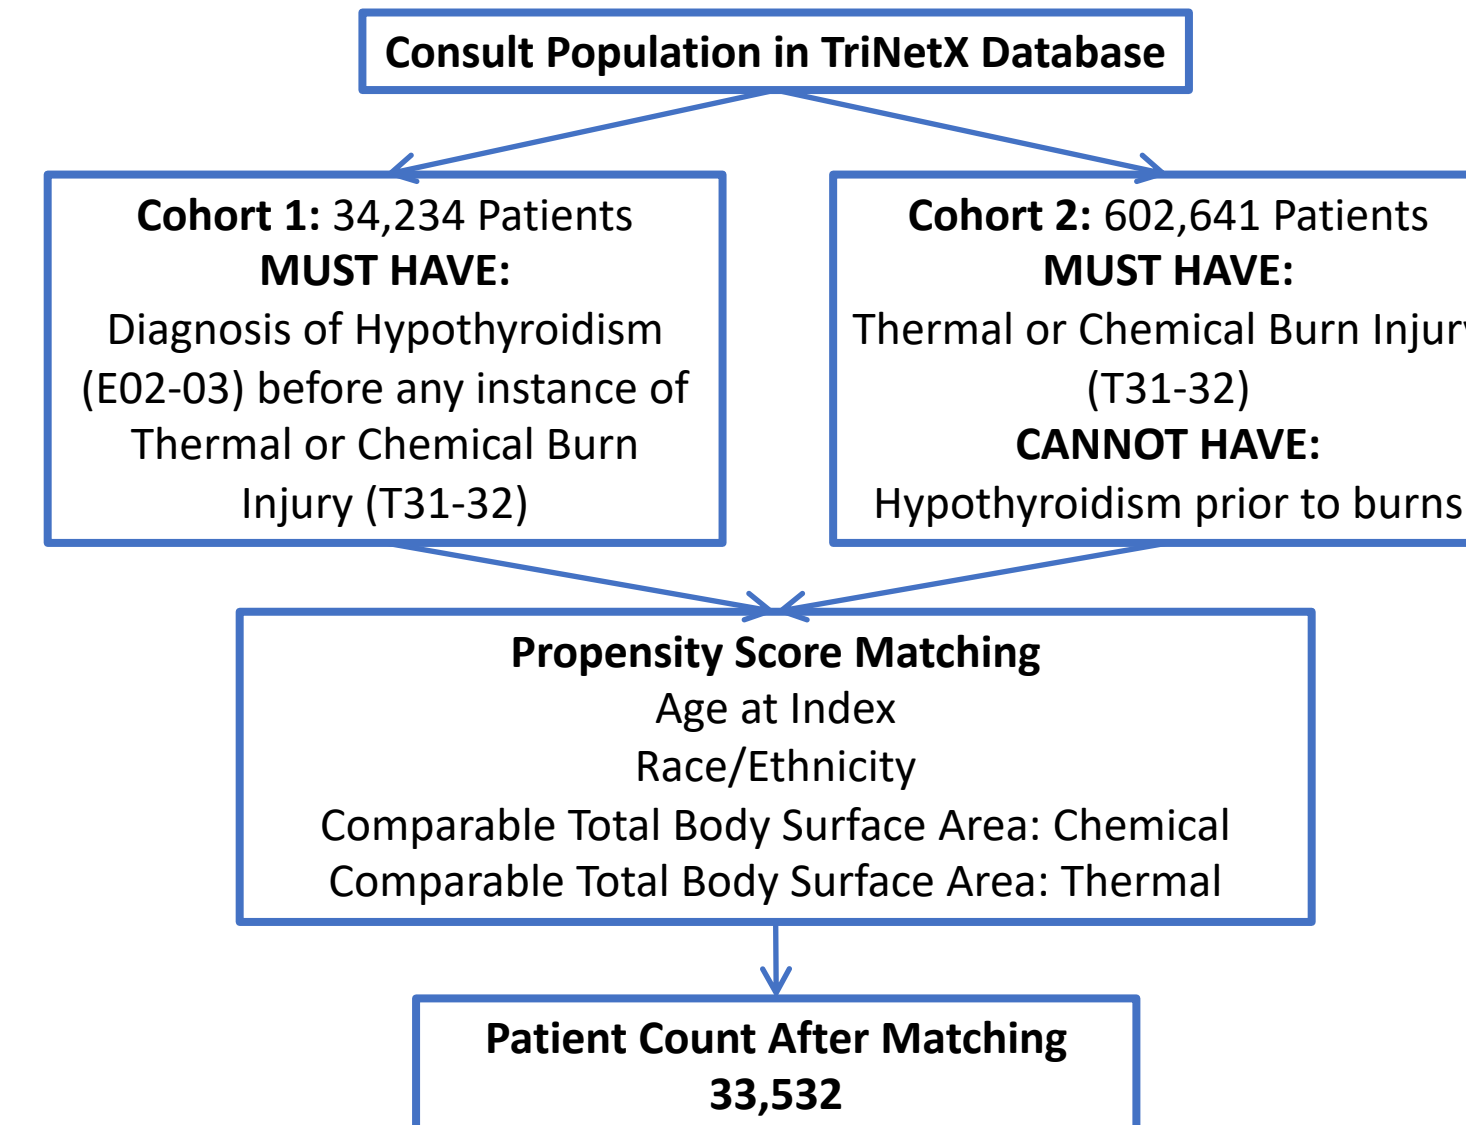 Consult Population in TriNetX Database
Cohort 1: 34,234 Patients
MUST HAVE:
Diagnosis of Hypothyroidism
(E02-03) before any instance of
Thermal or Chemical Burn
Injury (T31-32)
Cohort 2: 602,641 Patients
MUST HAVE:
Thermal or Chemical Burn Injury
(T31-32)
CANNOT HAVE:
Hypothyroidism prior to burns
Propensity Score Matching
Age at Index
Race/Ethnicity
Comparable Total Body Surface Area: Chemical
Comparable Total Body Surface Area: Thermal
Patient Count After Matching
33,532